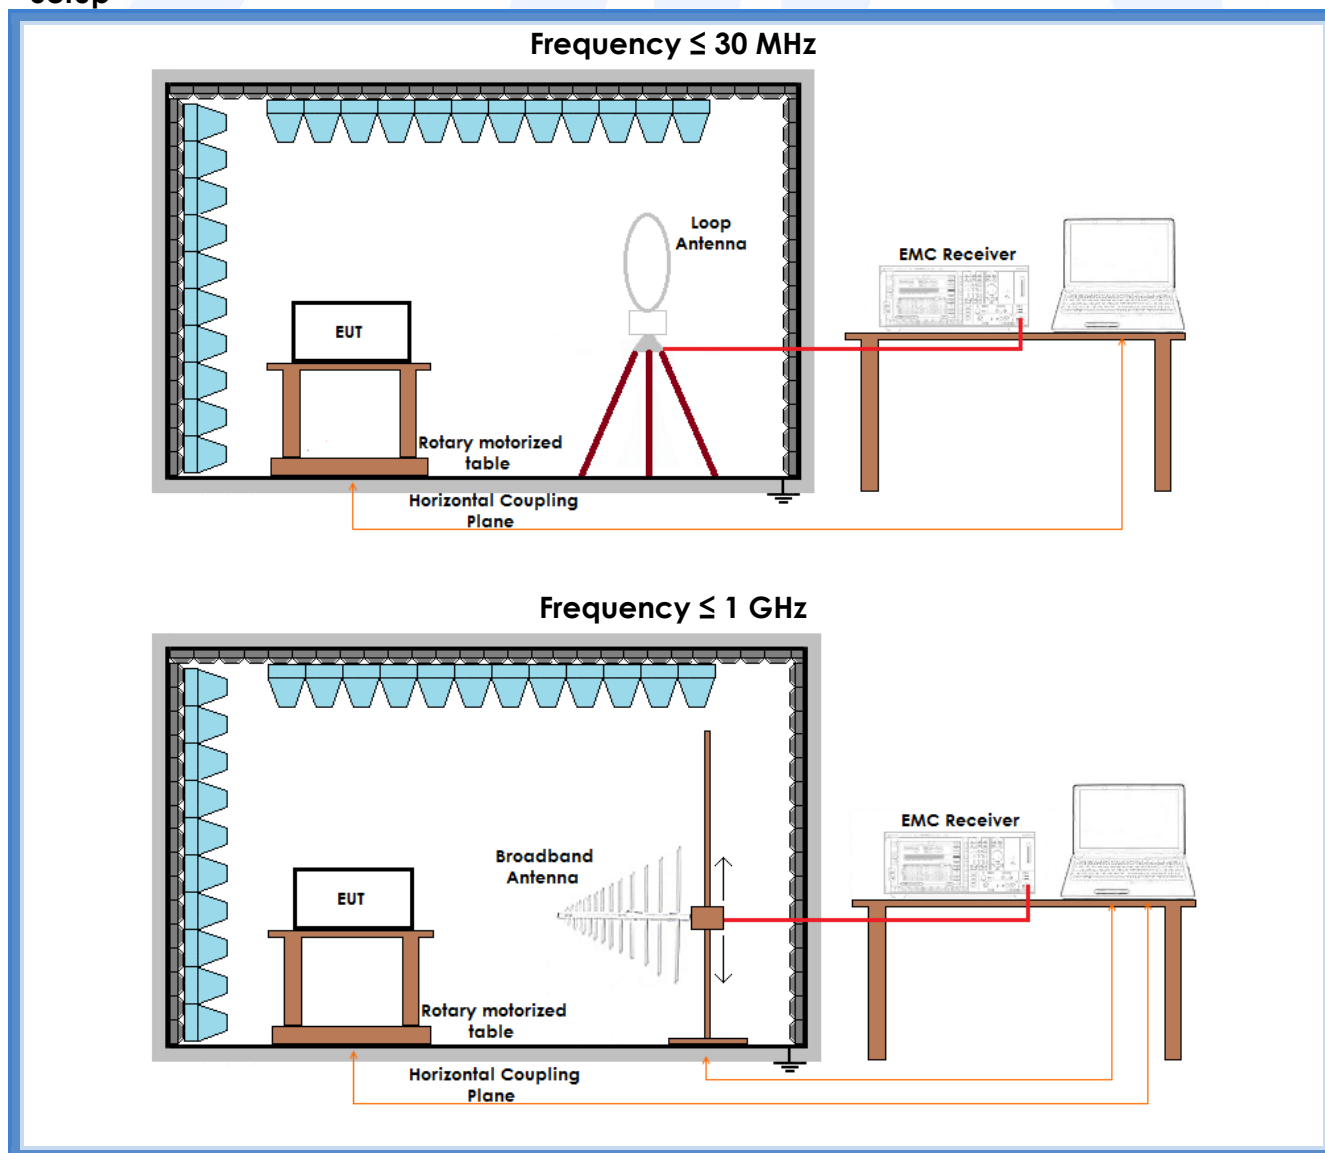 Setup
Frequency ≤ 30 MHz
Loop
Antenna
EMC Receiver
EUT
Rotary motorized
table
Horizontal Coupling
Plane
Frequency ≤ 1 GHz
EMC Receiver
Broadband
Antenna
EUT
Rotary motorized
table
Horizontal Coupling
Plane